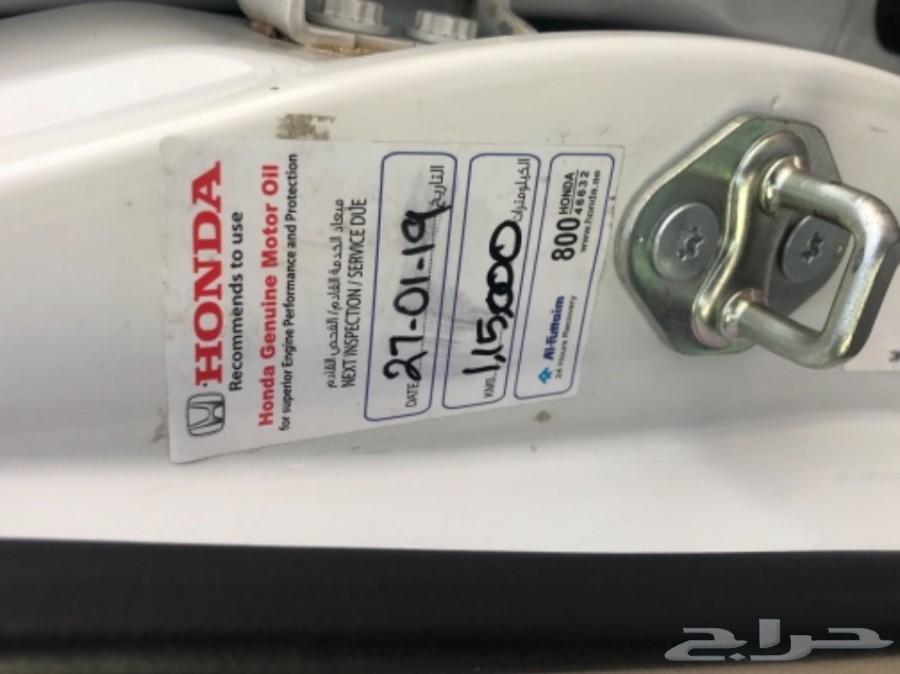 HONDA
Recommends to use
Honda Genuine Motor Oil
for superior Engine Performance and Protection
ميعاد الخدمة القادم/ الفحص القادم
NEXT INSPECTION / SERVICE DUE
DATE 27-01-19 التاريخ
KMS. 1,15,000 الكيلومترات
Al-Futtaim
24 hours Recovery
800 HONDA
46632
www.honda.ae
حراج